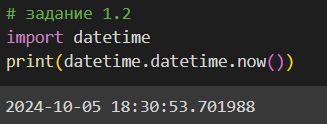 # задание 1.2
import datetime
print(datetime.datetime.now())
2024-10-05 18:30:53.701988